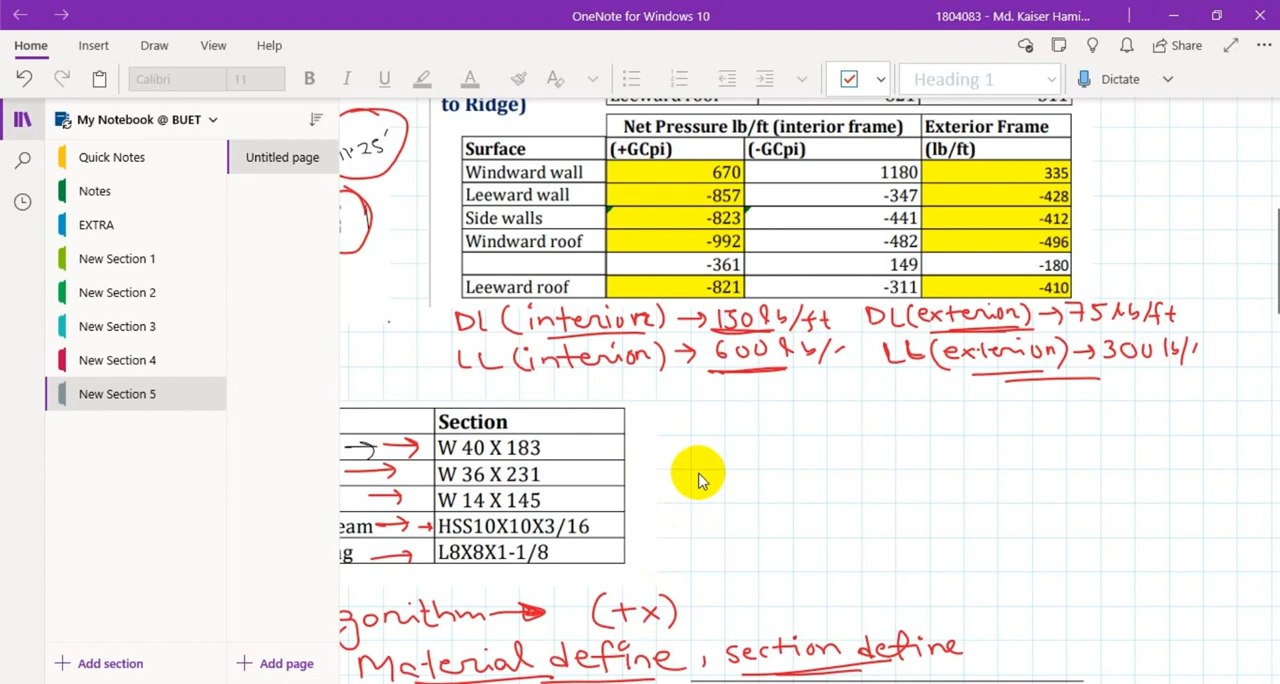 OneNote for Windows 10
1804083 - Md. Kaiser Hami...
Home Insert Draw View Help
Share
Calibri 11 B I U A Heading 1 Dictate
My Notebook @ BUET
Quick Notes
Notes
EXTRA
New Section 1
New Section 2
New Section 3
New Section 4
New Section 5
Add section
Untitled page
Add page
to Ridge)
Net Pressure lb/ft (interior frame) Exterior Frame
Surface (+GCpi) (-GCpi) (lb/ft)
Windward wall 670 1180 335
Leeward wall -857 -347 -428
Side walls -823 -441 -412
Windward roof -992 -482 -496
-361 149 -180
Leeward roof -821 -311 -410
DL (interiore) → 150 lb/ft DL (exterion) → 75 lb/ft
LL (interion) → 600 lb/ LL (exterion) → 300 lb/
Section
W 40 X 183
W 36 X 231
W 14 X 145
eam HSS10X10X3/16
g L8X8X1-1/8
gorithm → (+x)
Material define, section define